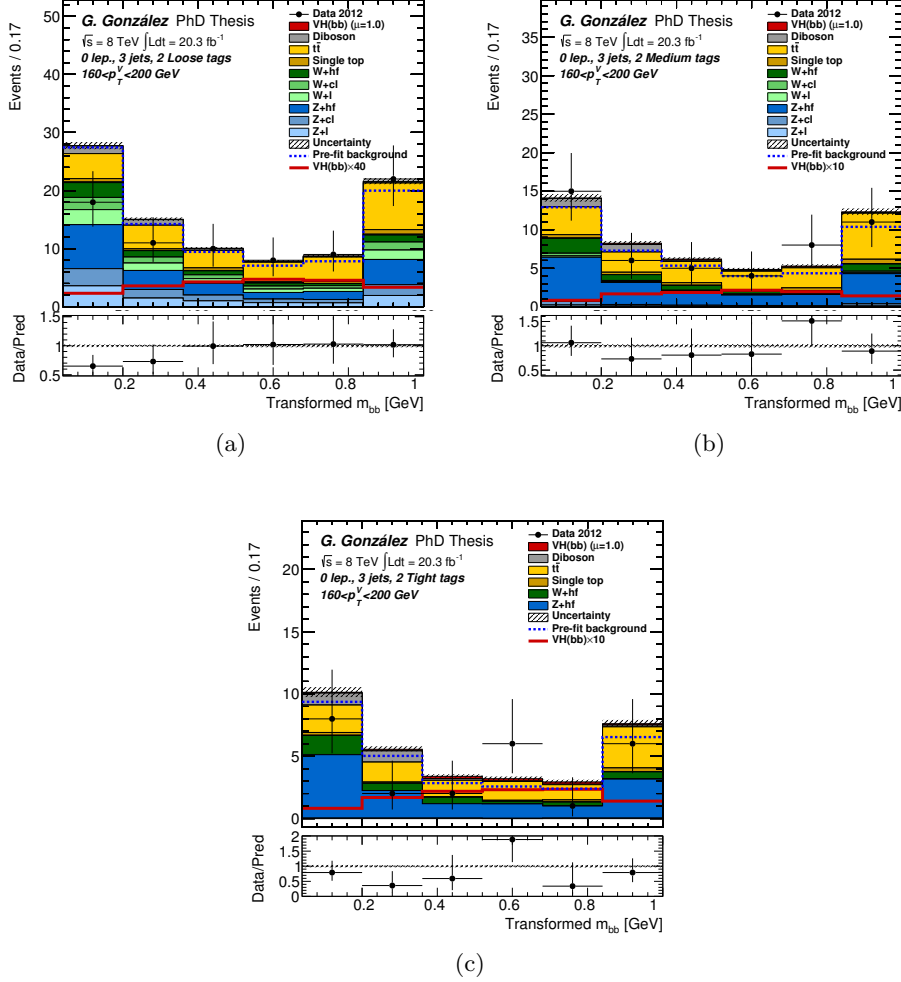 G. González PhD Thesis
√s = 8 TeV ∫Ldt = 20.3 fb⁻¹
0 lep., 3 jets, 2 Loose tags
160<p_T^V<200 GeV
Data 2012
VH(bb) (μ=1.0)
Diboson
tt̄
Single top
W+hf
W+cl
W+l
Z+hf
Z+cl
Z+l
Uncertainty
Pre-fit background
VH(bb)×40
Events / 0.17
50
40
30
20
10
0
Data/Pred
1.5
1
0.5
0.2 0.4 0.6 0.8 1
Transformed m_bb [GeV]
(a)
G. González PhD Thesis
√s = 8 TeV ∫Ldt = 20.3 fb⁻¹
0 lep., 3 jets, 2 Medium tags
160<p_T^V<200 GeV
Data 2012
VH(bb) (μ=1.0)
Diboson
tt̄
Single top
W+hf
W+cl
W+l
Z+hf
Z+cl
Z+l
Uncertainty
Pre-fit background
VH(bb)×10
Events / 0.17
35
30
25
20
15
10
5
0
Data/Pred
1.5
1
0.5
0.2 0.4 0.6 0.8 1
Transformed m_bb [GeV]
(b)
G. González PhD Thesis
√s = 8 TeV ∫Ldt = 20.3 fb⁻¹
0 lep., 3 jets, 2 Tight tags
160<p_T^V<200 GeV
Data 2012
VH(bb) (μ=1.0)
Diboson
tt̄
Single top
W+hf
Z+hf
Uncertainty
Pre-fit background
VH(bb)×10
Events / 0.17
20
15
10
5
0
Data/Pred
2
1.5
1
0.5
0
0.2 0.4 0.6 0.8 1
Transformed m_bb [GeV]
(c)